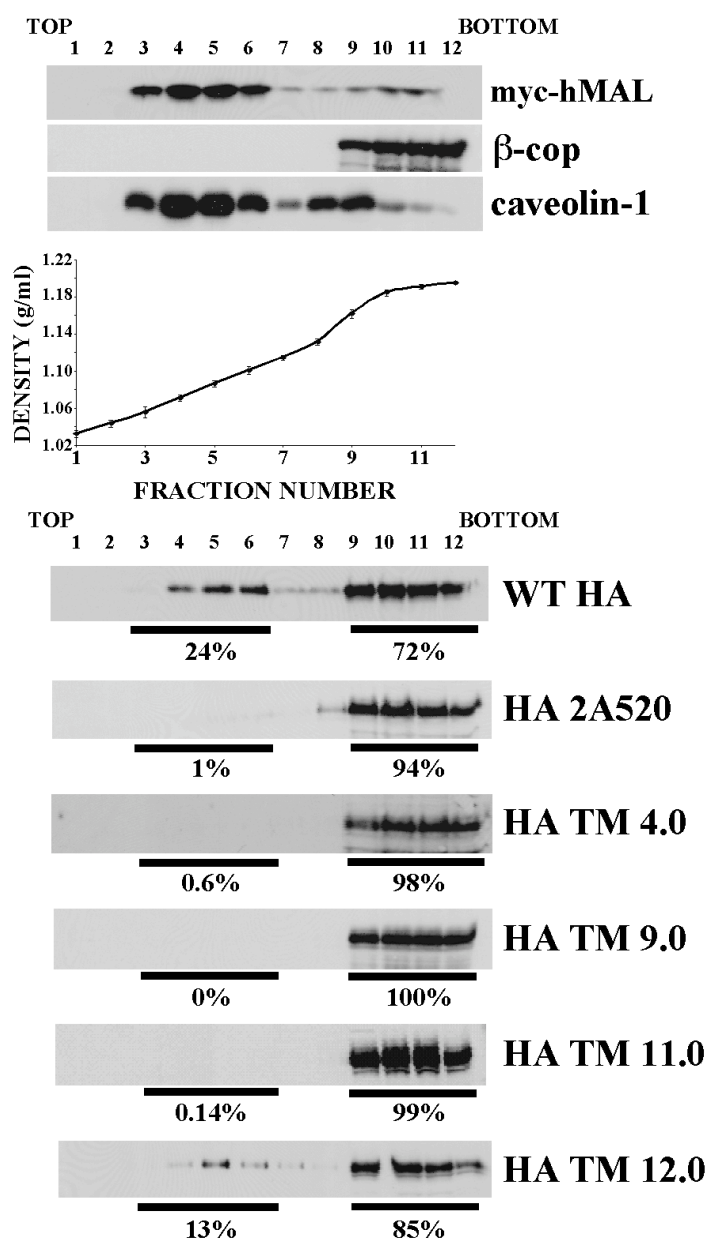 TOP BOTTOM
1 2 3 4 5 6 7 8 9 10 11 12
myc-hMAL
β-cop
caveolin-1
1.22
1.18
1.14
1.10
1.06
1.02
DENSITY (g/ml)
1 3 5 7 9 11
FRACTION NUMBER
TOP BOTTOM
1 2 3 4 5 6 7 8 9 10 11 12
WT HA
24% 72%
HA 2A520
1% 94%
HA TM 4.0
0.6% 98%
HA TM 9.0
0% 100%
HA TM 11.0
0.14% 99%
HA TM 12.0
13% 85%